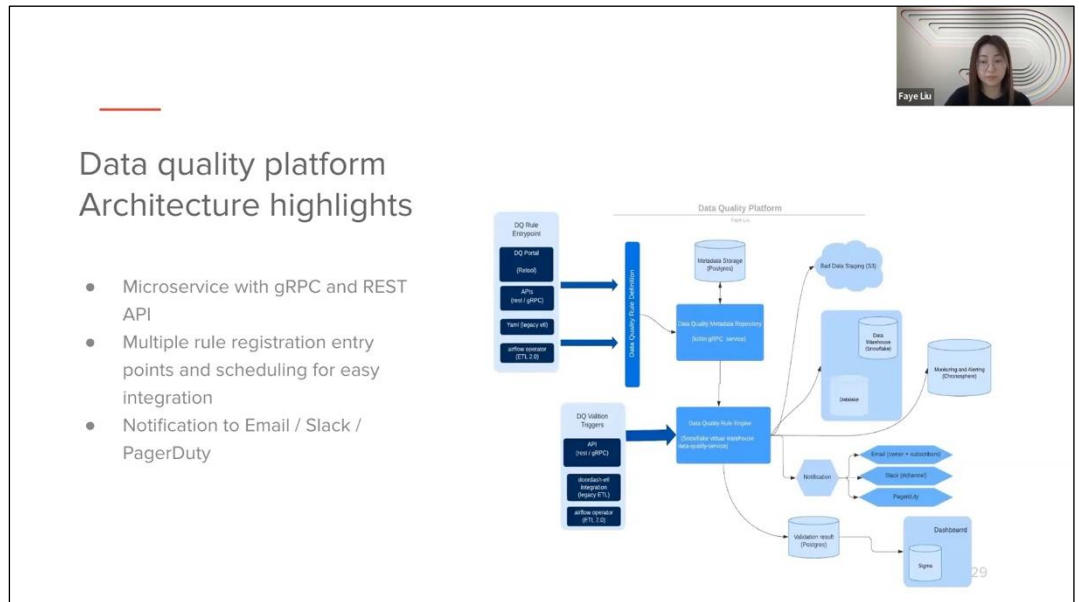 Faye Liu
Data quality platform
Architecture highlights
● Microservice with gRPC and REST
API
● Multiple rule registration entry
points and scheduling for easy
integration
● Notification to Email / Slack /
PagerDuty
Data Quality Platform
Faye Liu
DQ Rule
Entrypoint
DQ Portal
(Retool)
APIs
(rest / gRPC)
Yaml (legacy etl)
airflow operator
(ETL 2.0)
Data Quality Rule Definition
Metadata Storage
(Postgres)
Data Quality Metadata Repository
(kotlin gRPC service)
DQ Valition
Triggers
API
(rest / gRPC)
doordash-etl
integration
(legacy ETL)
airflow operator
(ETL 2.0)
Data Quality Rule Engine
(Snowflake virtual warehouse
data-quality-service)
Bad Data Staging (S3)
Data
Warehouse
(Snowflake)
Datalake
Monitoring and Alerting
(Chronosphere)
Notification
Email (owner + subscribers)
Slack (#channel)
PagerDuty
Validation result
(Postgres)
Dashboard
Sigma
29